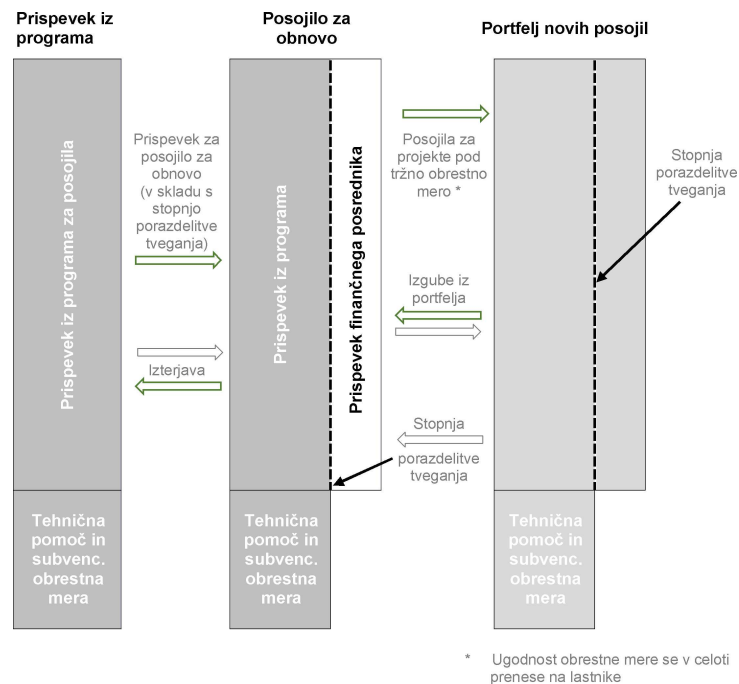 Prispevek iz
programa
Posojilo za
obnovo
Portfelj novih posojil
Prispevek iz programa za posojila
Prispevek za
posojilo za
obnovo
(v skladu s
stopnjo
porazdelitve
tveganja)
Izterjava
Prispevek iz programa
Prispevek finančnega posrednika
Posojila za
projekte pod
tržno obrestno
mero *
Izgube iz
portfelja
Stopnja
porazdelitve
tveganja
Stopnja
porazdelitve
tveganja
Tehnična
pomoč in
subvenc.
obrestna
mera
Tehnična
pomoč in
subvenc.
obrestna
mera
Tehnična
pomoč in
subvenc.
obrestna
mera
* Ugodnost obrestne mere se v celoti
prenese na lastnike